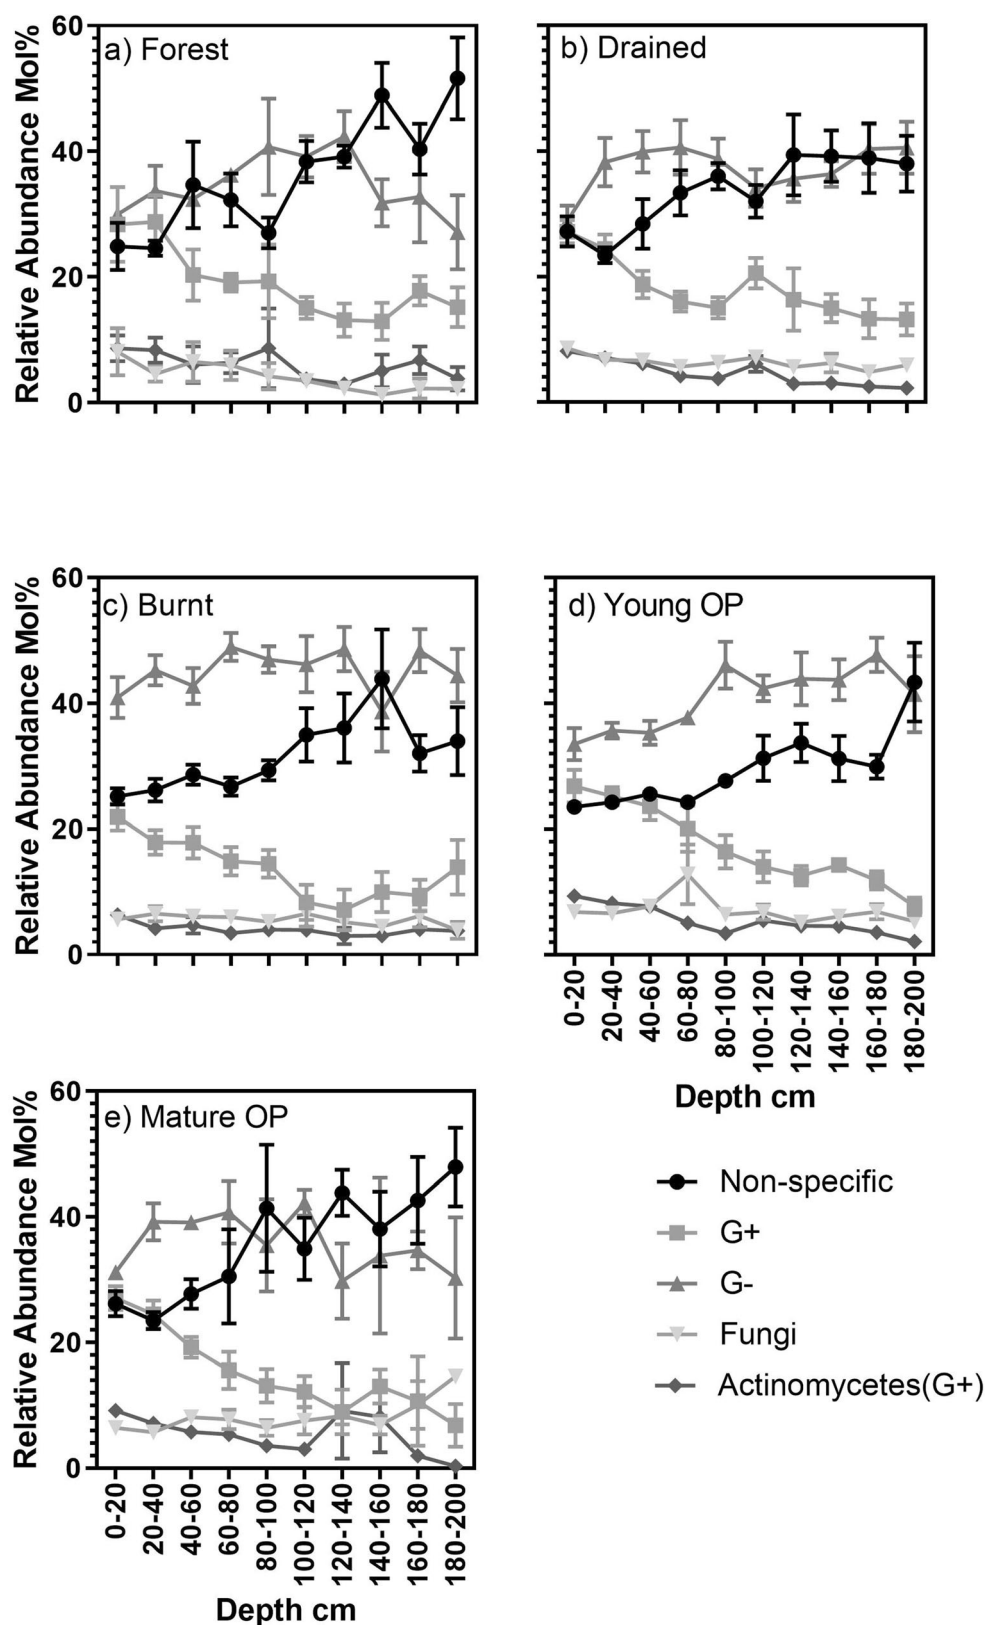 a) Forest
b) Drained
Relative Abundance Mol%
60
40
20
0
c) Burnt
d) Young OP
Relative Abundance Mol%
60
40
20
0
0-20
20-40
40-60
60-80
80-100
100-120
120-140
140-160
160-180
180-200
Depth cm
e) Mature OP
Relative Abundance Mol%
60
40
20
0
0-20
20-40
40-60
60-80
80-100
100-120
120-140
140-160
160-180
180-200
Depth cm
Non-specific
G+
G-
Fungi
Actinomycetes(G+)